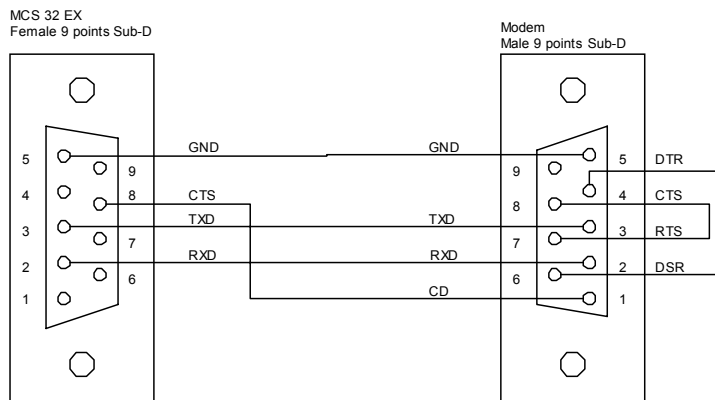 MCS 32 EX
Female 9 points Sub-D
Modem
Male 9 points Sub-D
GND GND
5 9 9 5 DTR
4 8 CTS 8 4 CTS
TXD TXD
3 7 7 3 RTS
RXD RXD
2 6 6 2 DSR
1 CD 1